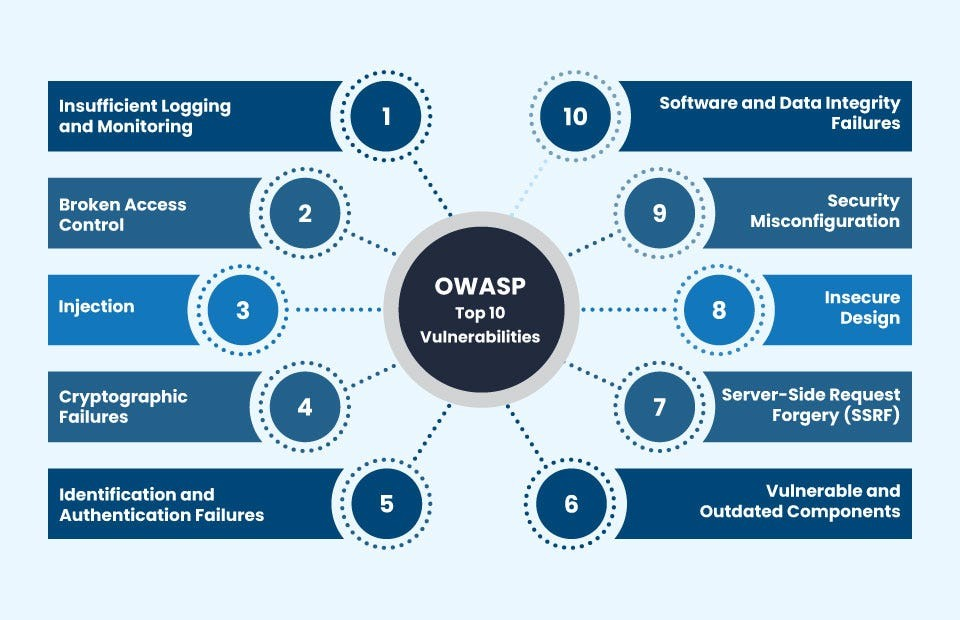 OWASP
Top 10
Vulnerabilities
1
Insufficient Logging
and Monitoring
2
Broken Access
Control
3
Injection
4
Cryptographic
Failures
5
Identification and
Authentication Failures
6
Vulnerable and
Outdated Components
7
Server-Side Request
Forgery (SSRF)
8
Insecure
Design
9
Security
Misconfiguration
10
Software and Data Integrity
Failures